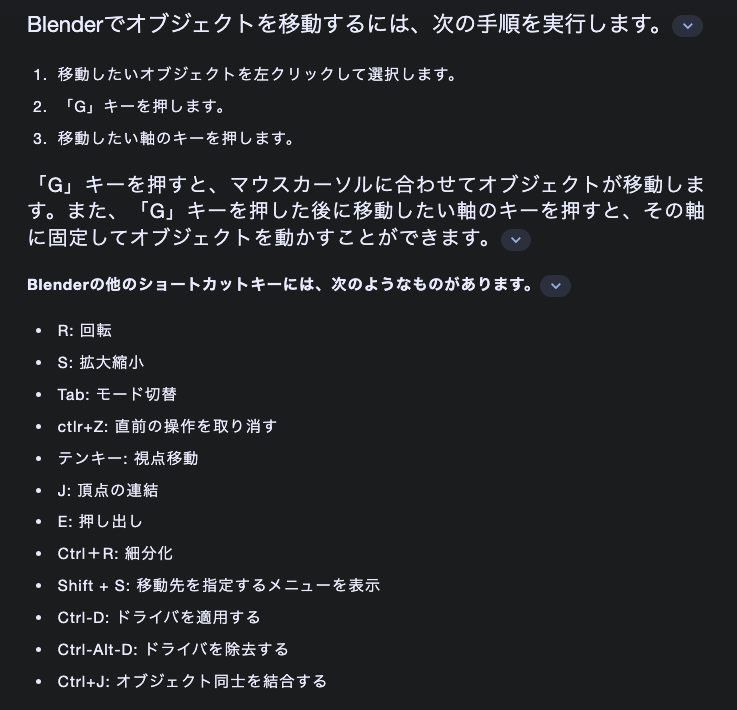 Blenderでオブジェクトを移動するには、次の手順を実行します。
1. 移動したいオブジェクトを左クリックして選択します。
2. 「G」キーを押します。
3. 移動したい軸のキーを押します。
「G」キーを押すと、マウスカーソルに合わせてオブジェクトが移動しま
す。また、「G」キーを押した後に移動したい軸のキーを押すと、その軸
に固定してオブジェクトを動かすことができます。
Blenderの他のショートカットキーには、次のようなものがあります。
• R: 回転
• S: 拡大縮小
• Tab: モード切替
• ctlr+Z: 直前の操作を取り消す
• テンキー: 視点移動
• J: 頂点の連結
• E: 押し出し
• Ctrl＋R: 細分化
• Shift + S: 移動先を指定するメニューを表示
• Ctrl-D: ドライバを適用する
• Ctrl-Alt-D: ドライバを除去する
• Ctrl+J: オブジェクト同士を結合する